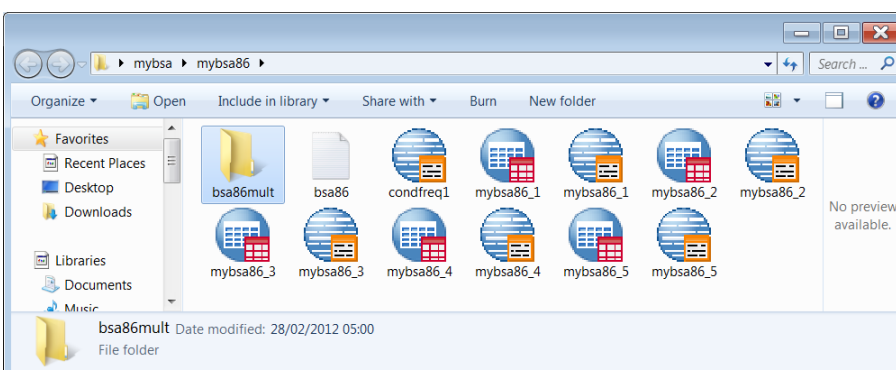 mybsa mybsa86 Search ...
Organize Open Include in library Share with Burn New folder
Favorites
Recent Places
Desktop
Downloads
Libraries
Documents
Music
bsa86mult bsa86 condfreq1 mybsa86_1 mybsa86_1 mybsa86_2 mybsa86_2
mybsa86_3 mybsa86_3 mybsa86_4 mybsa86_4 mybsa86_5 mybsa86_5
No preview
available.
bsa86mult Date modified: 28/02/2012 05:00
File folder